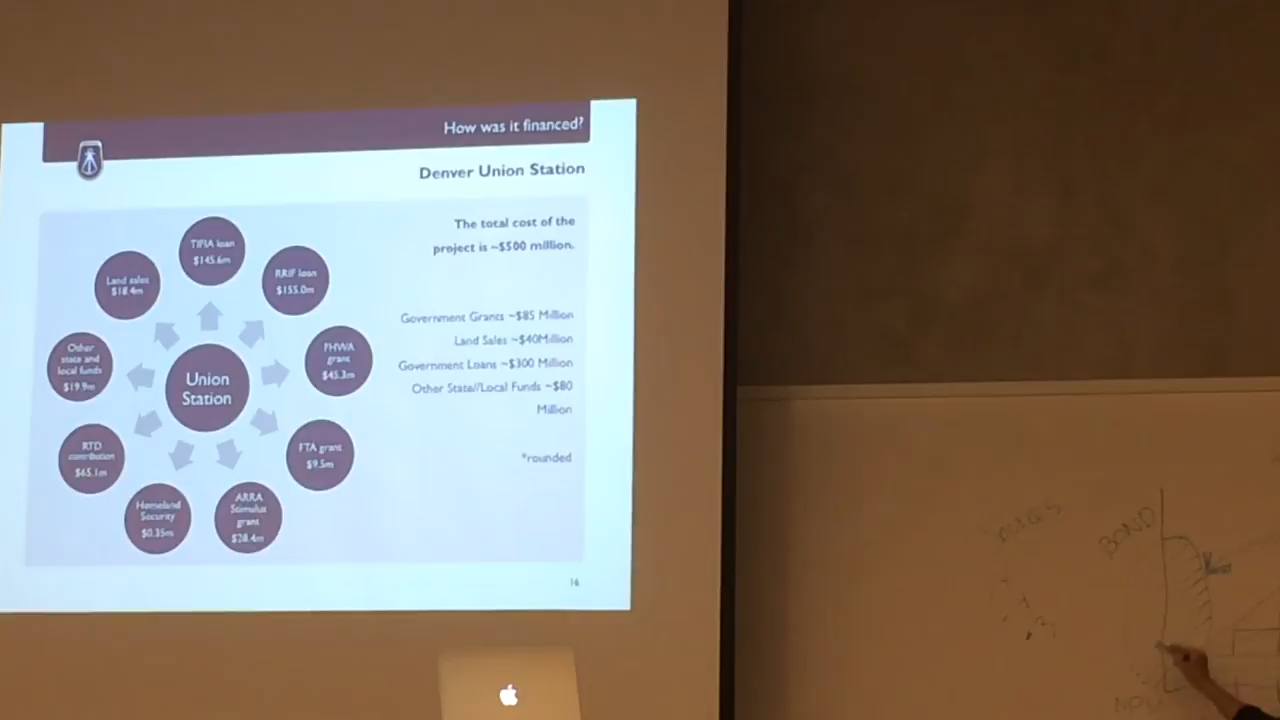 How was it financed?
Denver Union Station
The total cost of the
project is ~$500 million.
Government Grants ~$85 Million
Land Sales ~$40Million
Government Loans ~$300 Million
Other State//Local Funds ~$80
Million
*rounded
16
Union
Station
TIFIA loan
$145.6m
RRIF loan
$155.0m
FHWA
grant
$45.3m
FTA grant
$9.5m
ARRA
Stimulus
grant
$28.4m
Homeland
Security
$0.35m
RTD
contribution
$65.1m
Other
state and
local funds
$19.9m
Land sales
$18.4m
BOND